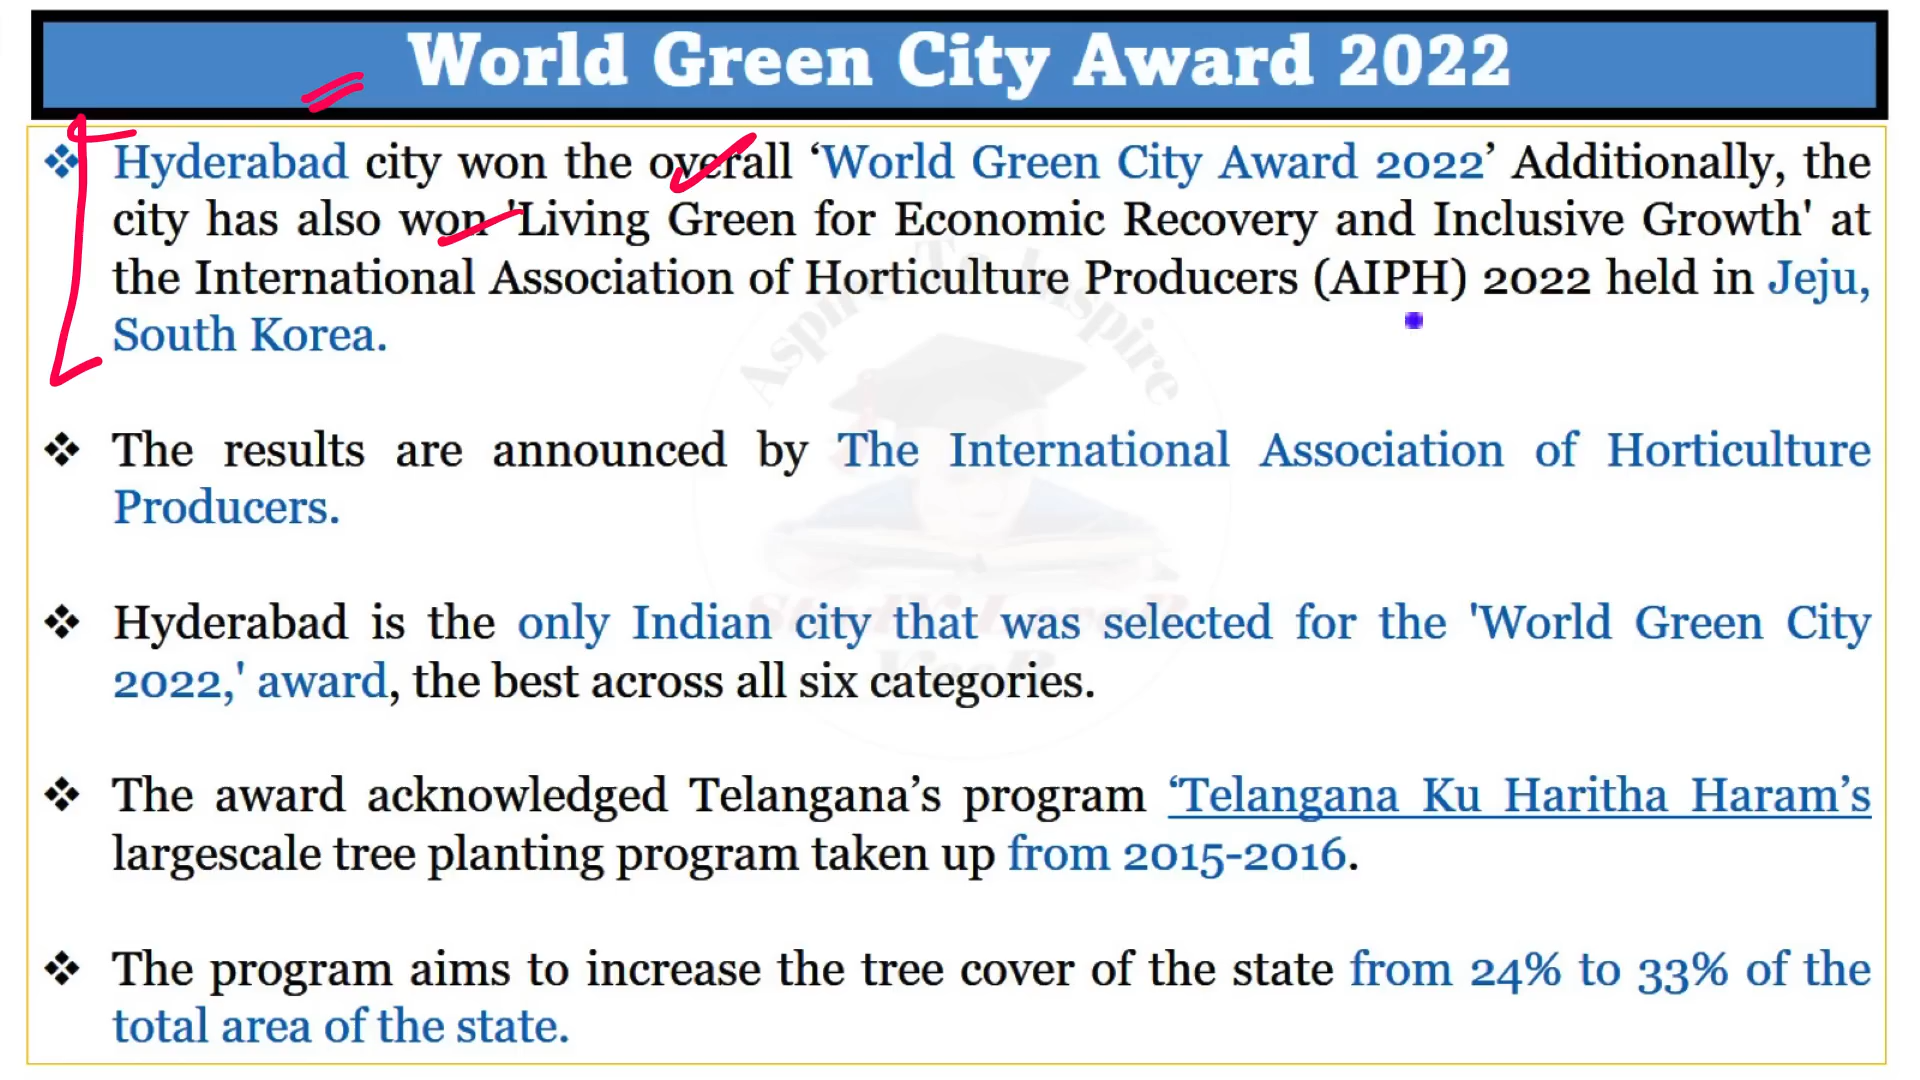 World Green City Award 2022
❖ Hyderabad city won the overall ‘World Green City Award 2022’ Additionally, the
city has also won 'Living Green for Economic Recovery and Inclusive Growth' at
the International Association of Horticulture Producers (AIPH) 2022 held in Jeju,
South Korea.
❖ The results are announced by The International Association of Horticulture
Producers.
❖ Hyderabad is the only Indian city that was selected for the 'World Green City
2022,' award, the best across all six categories.
❖ The award acknowledged Telangana’s program ‘Telangana Ku Haritha Haram’s
largescale tree planting program taken up from 2015-2016.
❖ The program aims to increase the tree cover of the state from 24% to 33% of the
total area of the state.
Aspire To Inspire
StudY LoveR
VeeR